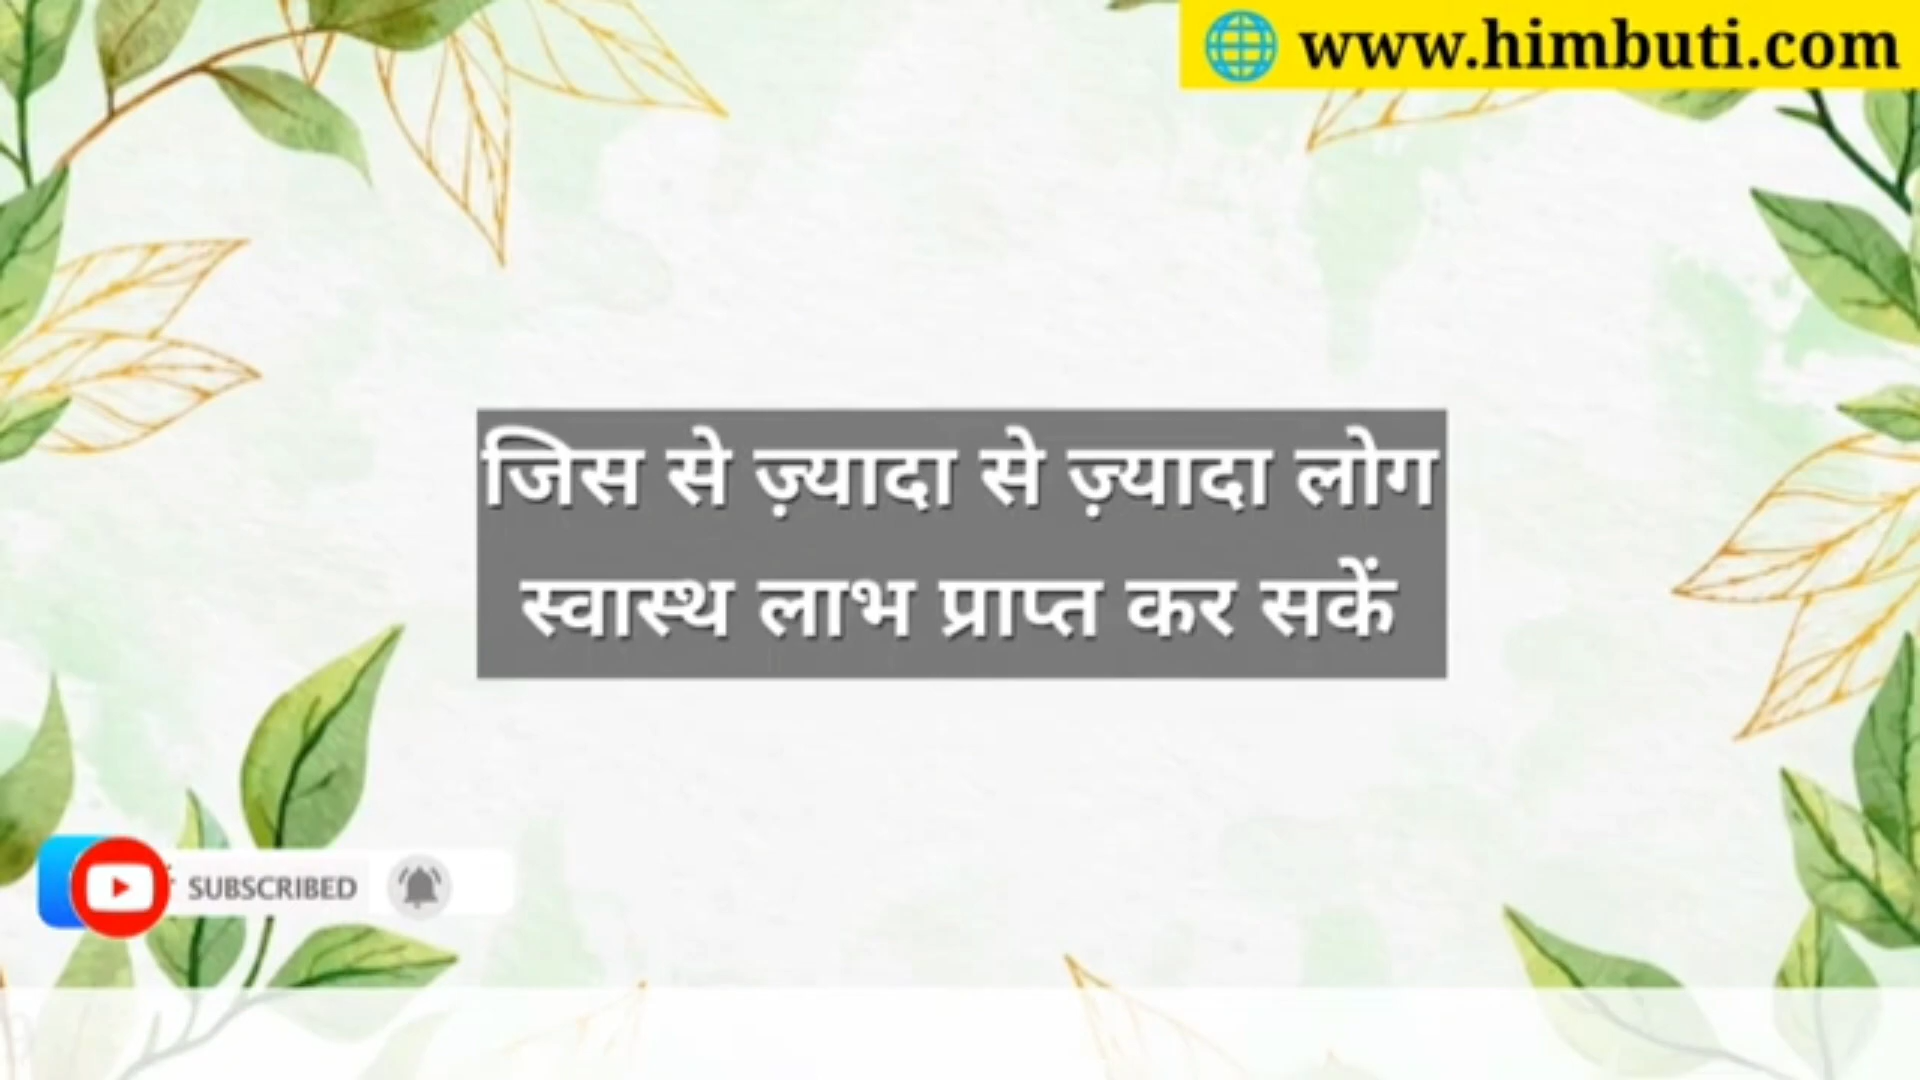 www.himbuti.com
जिस से ज़्यादा से ज़्यादा लोग
स्वास्थ लाभ प्राप्त कर सकें
SUBSCRIBED